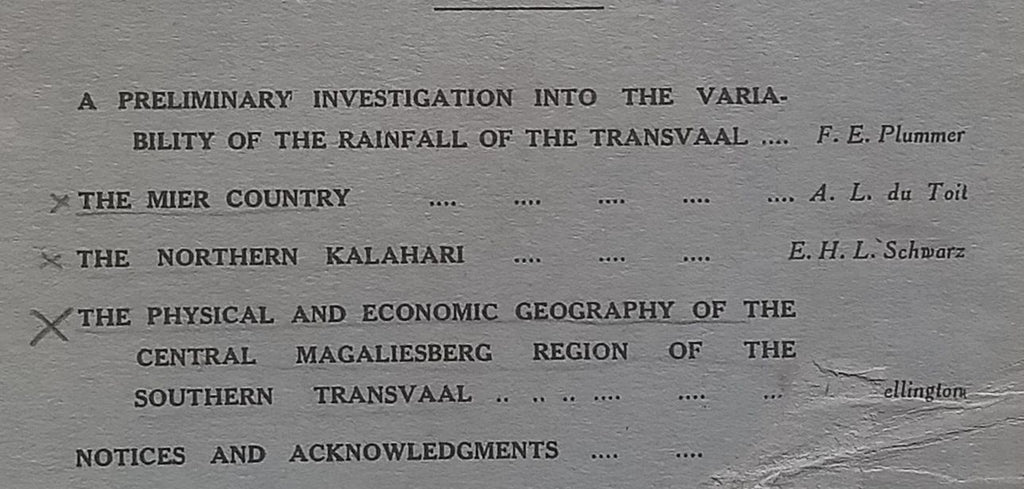 A PRELIMINARY INVESTIGATION INTO THE VARIA-
BILITY OF THE RAINFALL OF THE TRANSVAAL .... F. E. Plummer
THE MIER COUNTRY .... .... .... .... .... A. L. du Toit
THE NORTHERN KALAHARI .... .... .... E. H. L. Schwarz
THE PHYSICAL AND ECONOMIC GEOGRAPHY OF THE
CENTRAL MAGALIESBERG REGION OF THE
SOUTHERN TRANSVAAL .. .. .. .... .... ... ellington
NOTICES AND ACKNOWLEDGMENTS .... ....